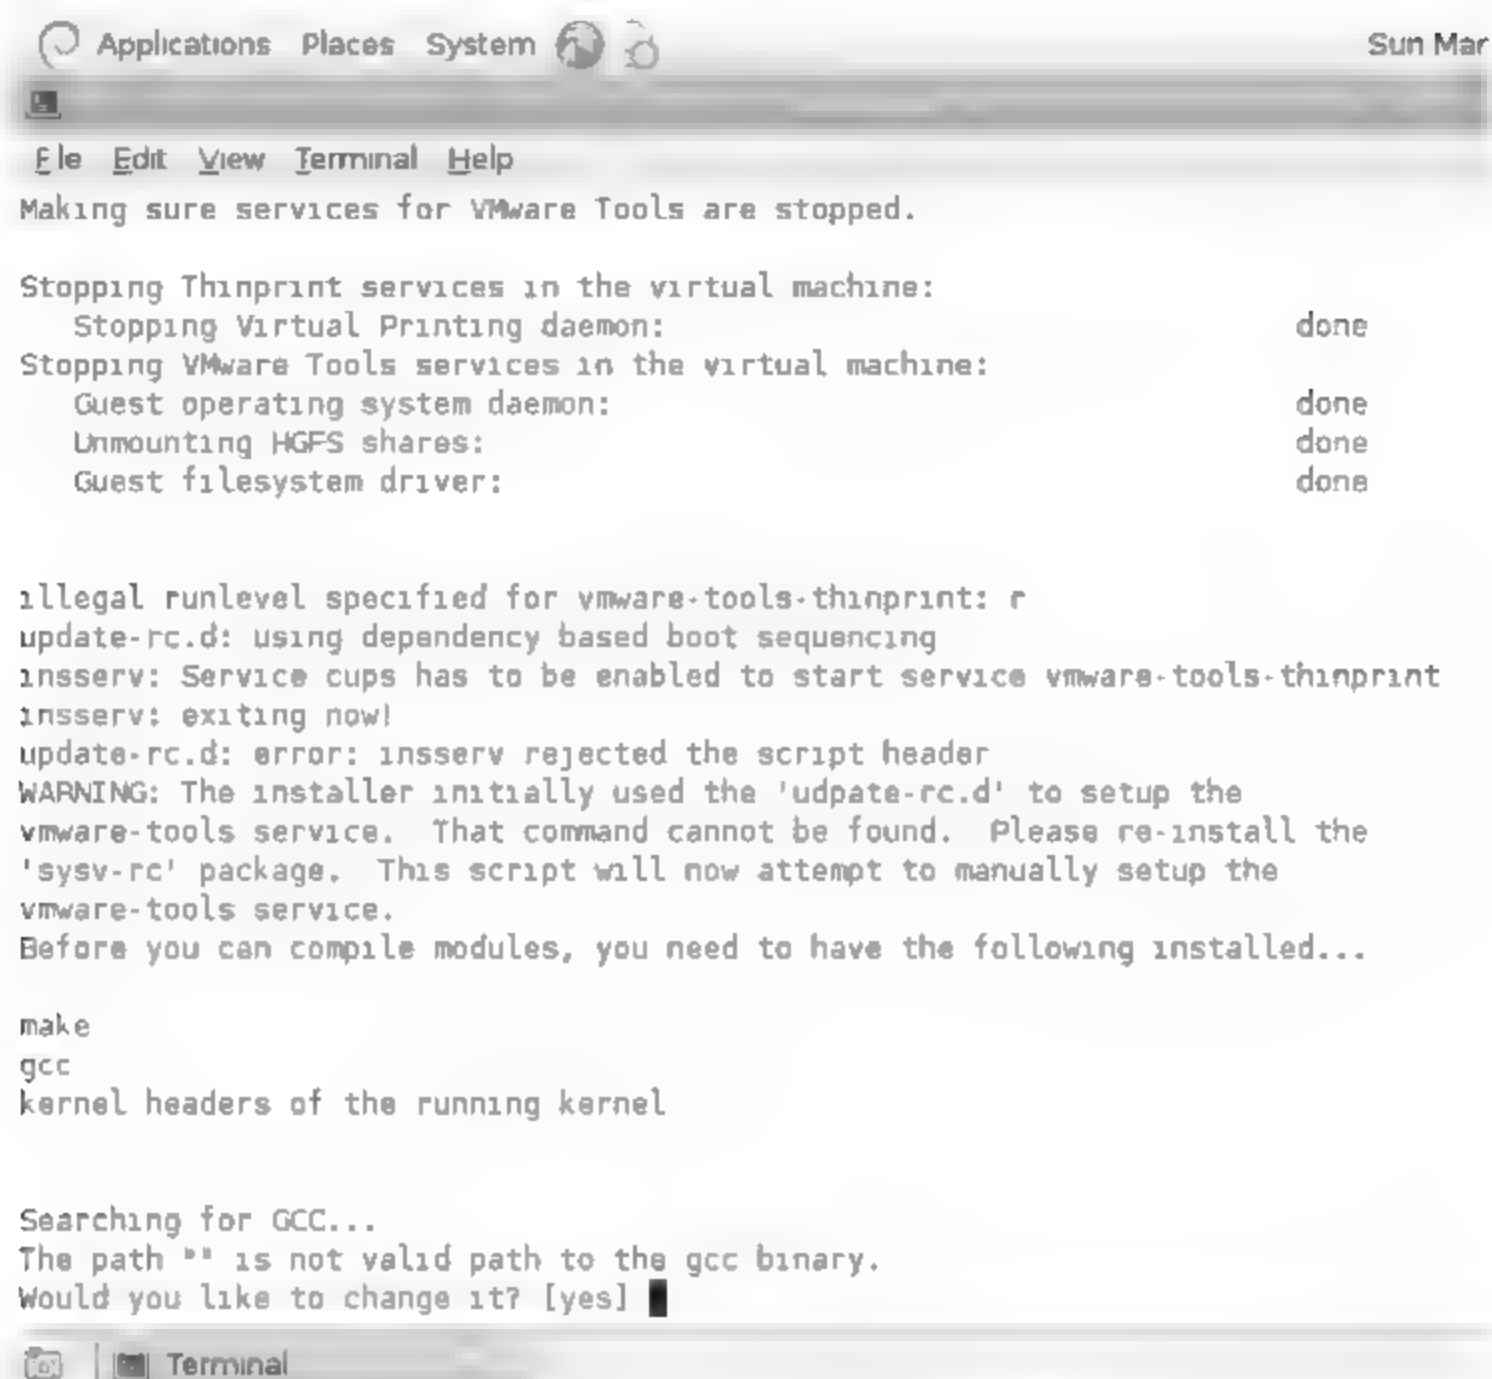 Applications Places System Sun Mar
File Edit View Terminal Help
Making sure services for VMware Tools are stopped.
Stopping Thinprint services in the virtual machine:
Stopping Virtual Printing daemon: done
Stopping VMware Tools services in the virtual machine:
Guest operating system daemon: done
Unmounting HGFS shares: done
Guest filesystem driver: done
illegal runlevel specified for vmware-tools-thinprint: r
update-rc.d: using dependency based boot sequencing
insserv: Service cups has to be enabled to start service vmware-tools-thinprint
insserv: exiting now!
update-rc.d: error: insserv rejected the script header
WARNING: The installer initially used the 'udpate-rc.d' to setup the
vmware-tools service.  That command cannot be found.  Please re-install the
'sysv-rc' package.  This script will now attempt to manually setup the
vmware-tools service.
Before you can compile modules, you need to have the following installed...
make
gcc
kernel headers of the running kernel
Searching for GCC...
The path "" is not valid path to the gcc binary.
Would you like to change it? [yes]
Terminal